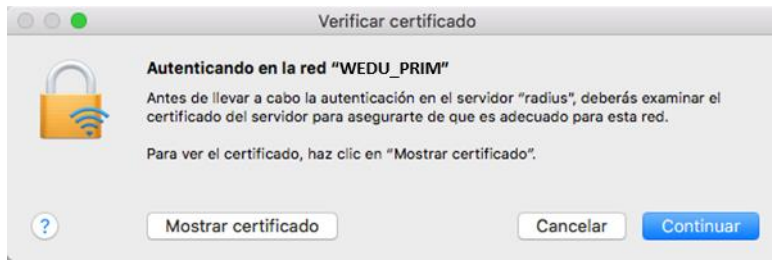 Verificar certificado
Autenticando en la red “WEDU_PRIM”
Antes de llevar a cabo la autenticación en el servidor “radius”, deberás examinar el
certificado del servidor para asegurarte de que es adecuado para esta red.
Para ver el certificado, haz clic en “Mostrar certificado”.
? Mostrar certificado Cancelar Continuar